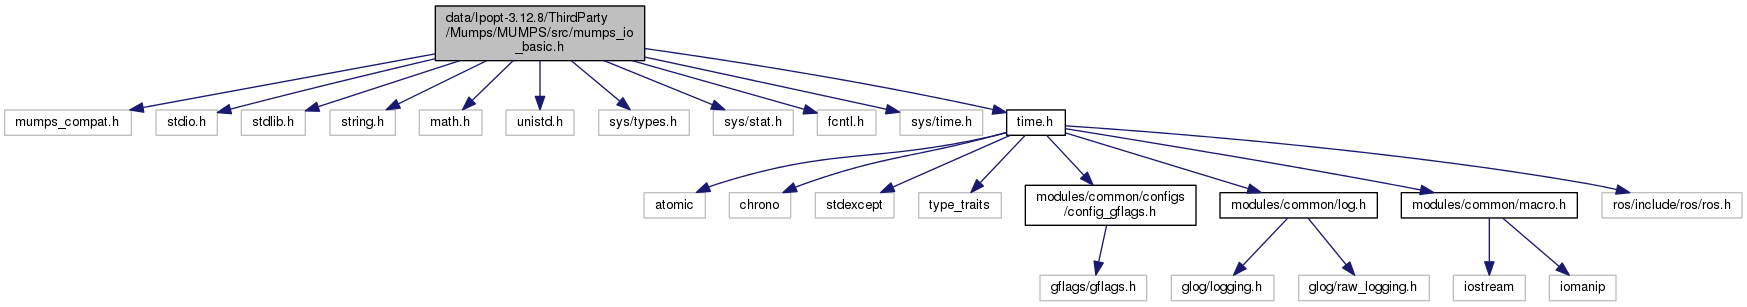 data/Ipopt-3.12.8/ThirdParty
/Mumps/MUMPS/src/mumps_io
_basic.h
mumps_compat.h
stdio.h
stdlib.h
string.h
math.h
unistd.h
sys/types.h
sys/stat.h
fcntl.h
sys/time.h
time.h
atomic
chrono
stdexcept
type_traits
modules/common/configs
/config_gflags.h
modules/common/log.h
modules/common/macro.h
ros/include/ros/ros.h
gflags/gflags.h
glog/logging.h
glog/raw_logging.h
iostream
iomanip